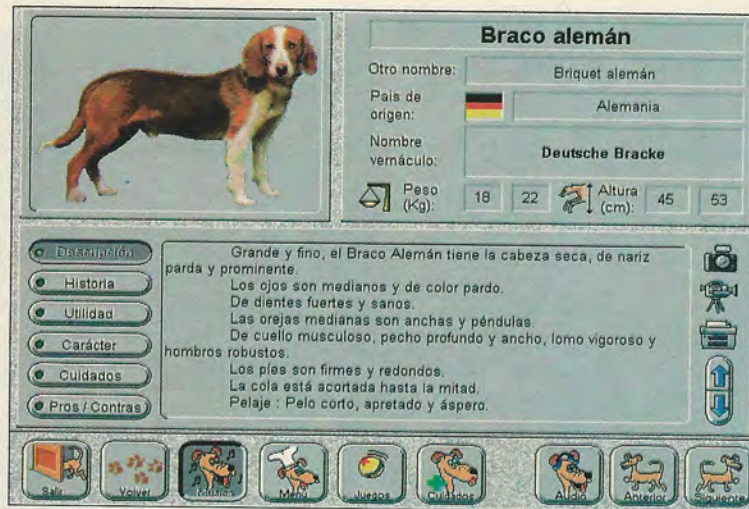 Braco alemán
Otro nombre: Briquet alemán
País de origen: Alemania
Nombre vernáculo: Deutsche Bracke
Peso (Kg): 18 22 Altura (cm): 45 53
Descripción
Historia
Utilidad
Carácter
Cuidados
Pros / Contras
Grande y fino, el Braco Alemán tiene la cabeza seca, de nariz
parda y prominente.
Los ojos son medianos y de color pardo.
De dientes fuertes y sanos.
Las orejas medianas son anchas y péndulas.
De cuello musculoso, pecho profundo y ancho, lomo vigoroso y
hombros robustos.
Los pies son firmes y redondos.
La cola está acortada hasta la mitad.
Pelaje : Pelo corto, apretado y áspero.
Salir Volver Música Menú Juegos Cuidados Audio Anterior Siguiente